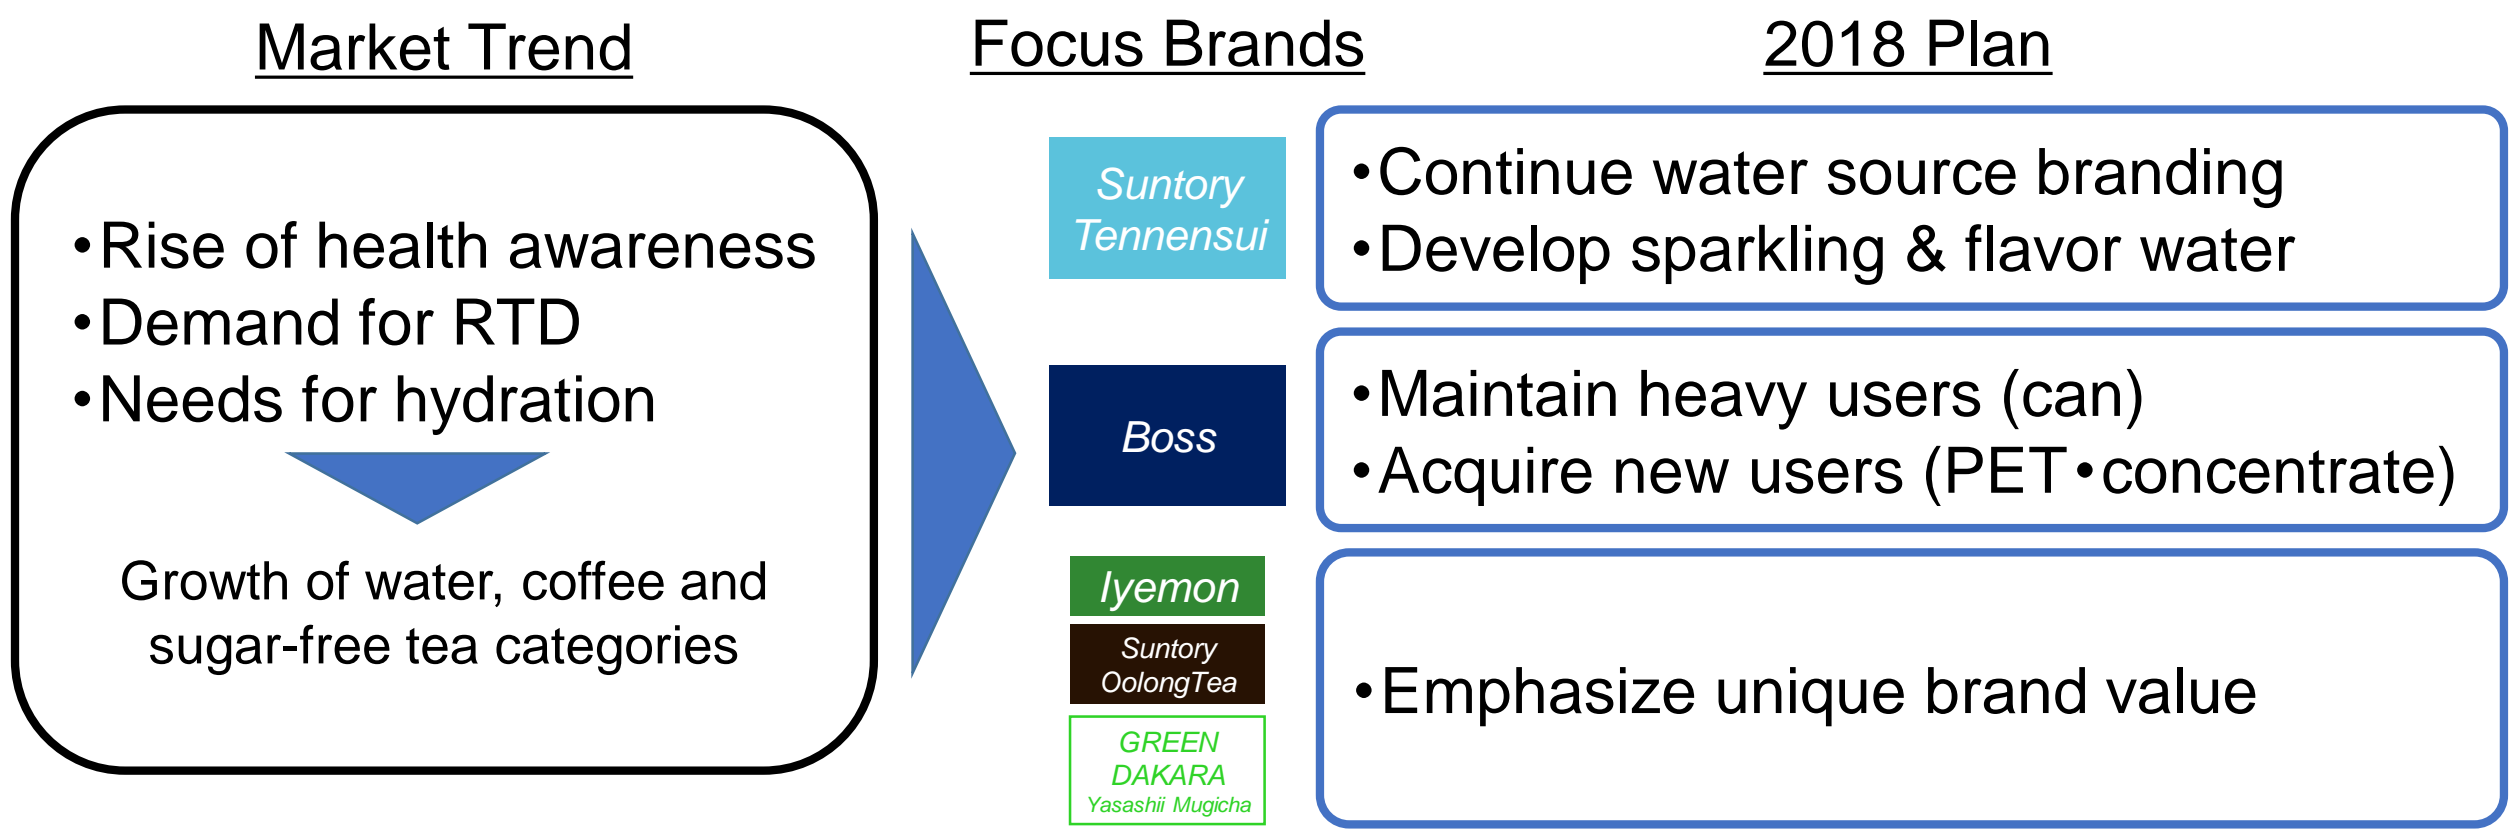 Market Trend
•Rise of health awareness
•Demand for RTD
•Needs for hydration
Growth of water, coffee and
sugar-free tea categories
Focus Brands
2018 Plan
Suntory
Tennensui
•Continue water source branding
•Develop sparkling & flavor water
Boss
•Maintain heavy users (can)
•Acquire new users (PET・concentrate)
Iyemon
Suntory
OolongTea
GREEN
DAKARA
Yasashii Mugicha
•Emphasize unique brand value